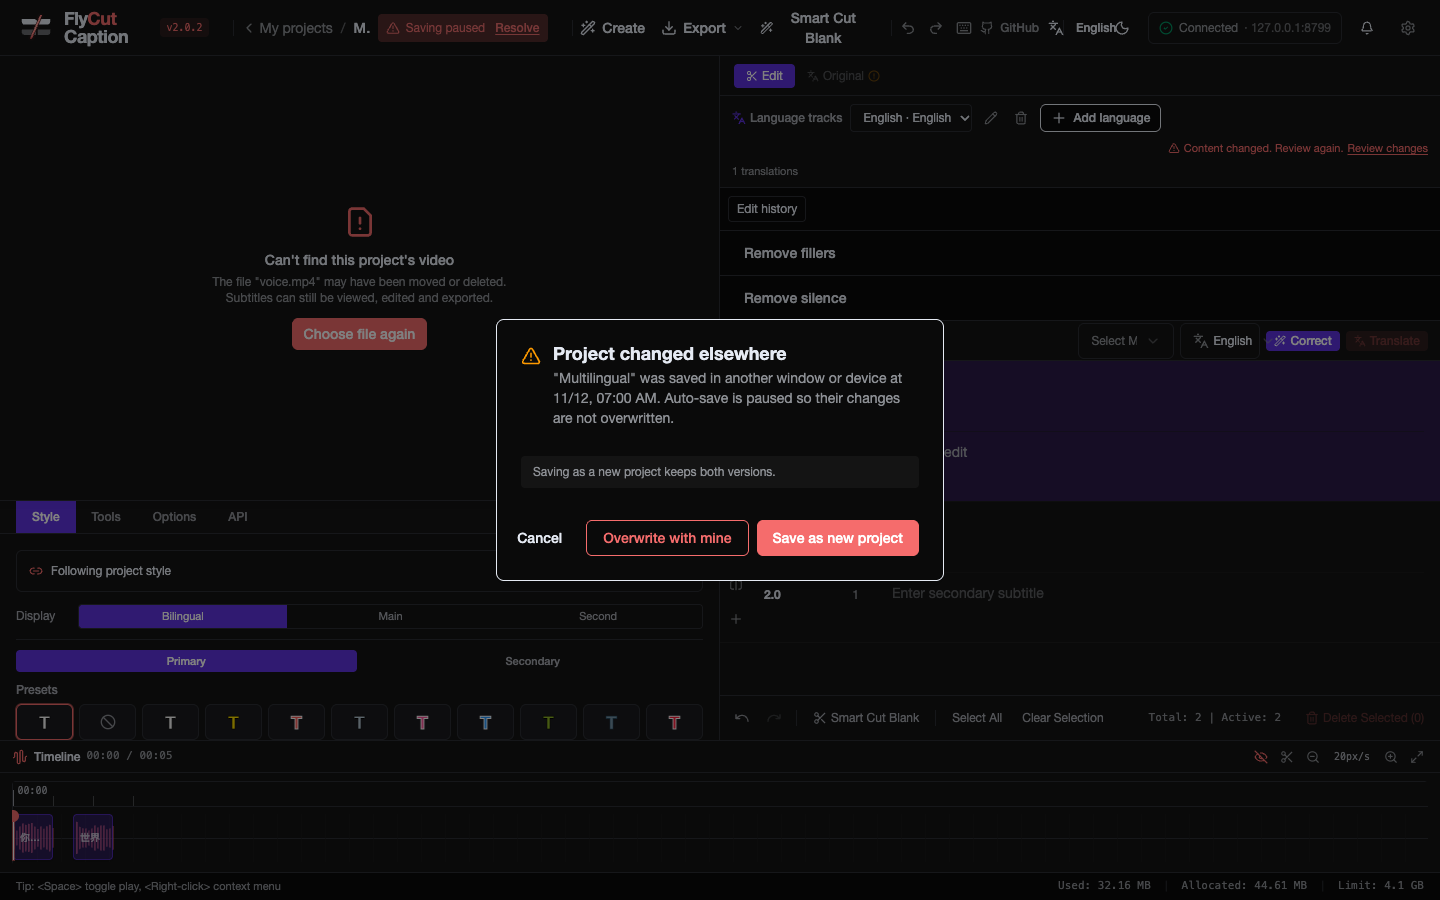 FlyCut
Caption
v2.0.2
My projects / M.
Saving paused Resolve
Create
Export
Smart Cut
Blank
GitHub
English
Connected · 127.0.0.1:8799
Edit
Original
Language tracks
English · English
Add language
Content changed. Review again. Review changes
1 translations
Edit history
Remove fillers
Remove silence
Can't find this project's video
The file "voice.mp4" may have been moved or deleted.
Subtitles can still be viewed, edited and exported.
Choose file again
Select M
English
Correct
Translate
edit
Project changed elsewhere
"Multilingual" was saved in another window or device at
11/12, 07:00 AM. Auto-save is paused so their changes
are not overwritten.
Saving as a new project keeps both versions.
Cancel
Overwrite with mine
Save as new project
Style
Tools
Options
API
Following project style
Display
Bilingual
Main
Second
Primary
Secondary
Presets
T T T T T T T T T T
2.0
1
Enter secondary subtitle
Smart Cut Blank
Select All
Clear Selection
Total: 2 | Active: 2
Delete Selected (0)
Timeline 00:00 / 00:05
20px/s
00:00
你...
世界
Tip: <Space> toggle play, <Right-click> context menu
Used: 32.16 MB
Allocated: 44.61 MB
Limit: 4.1 GB